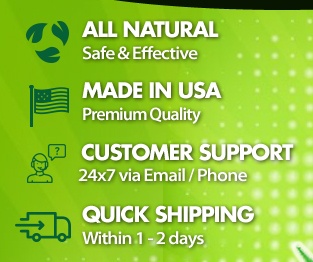 ALL NATURAL
Safe & Effective
MADE IN USA
Premium Quality
?
CUSTOMER SUPPORT
24x7 via Email / Phone
QUICK SHIPPING
Within 1 - 2 days